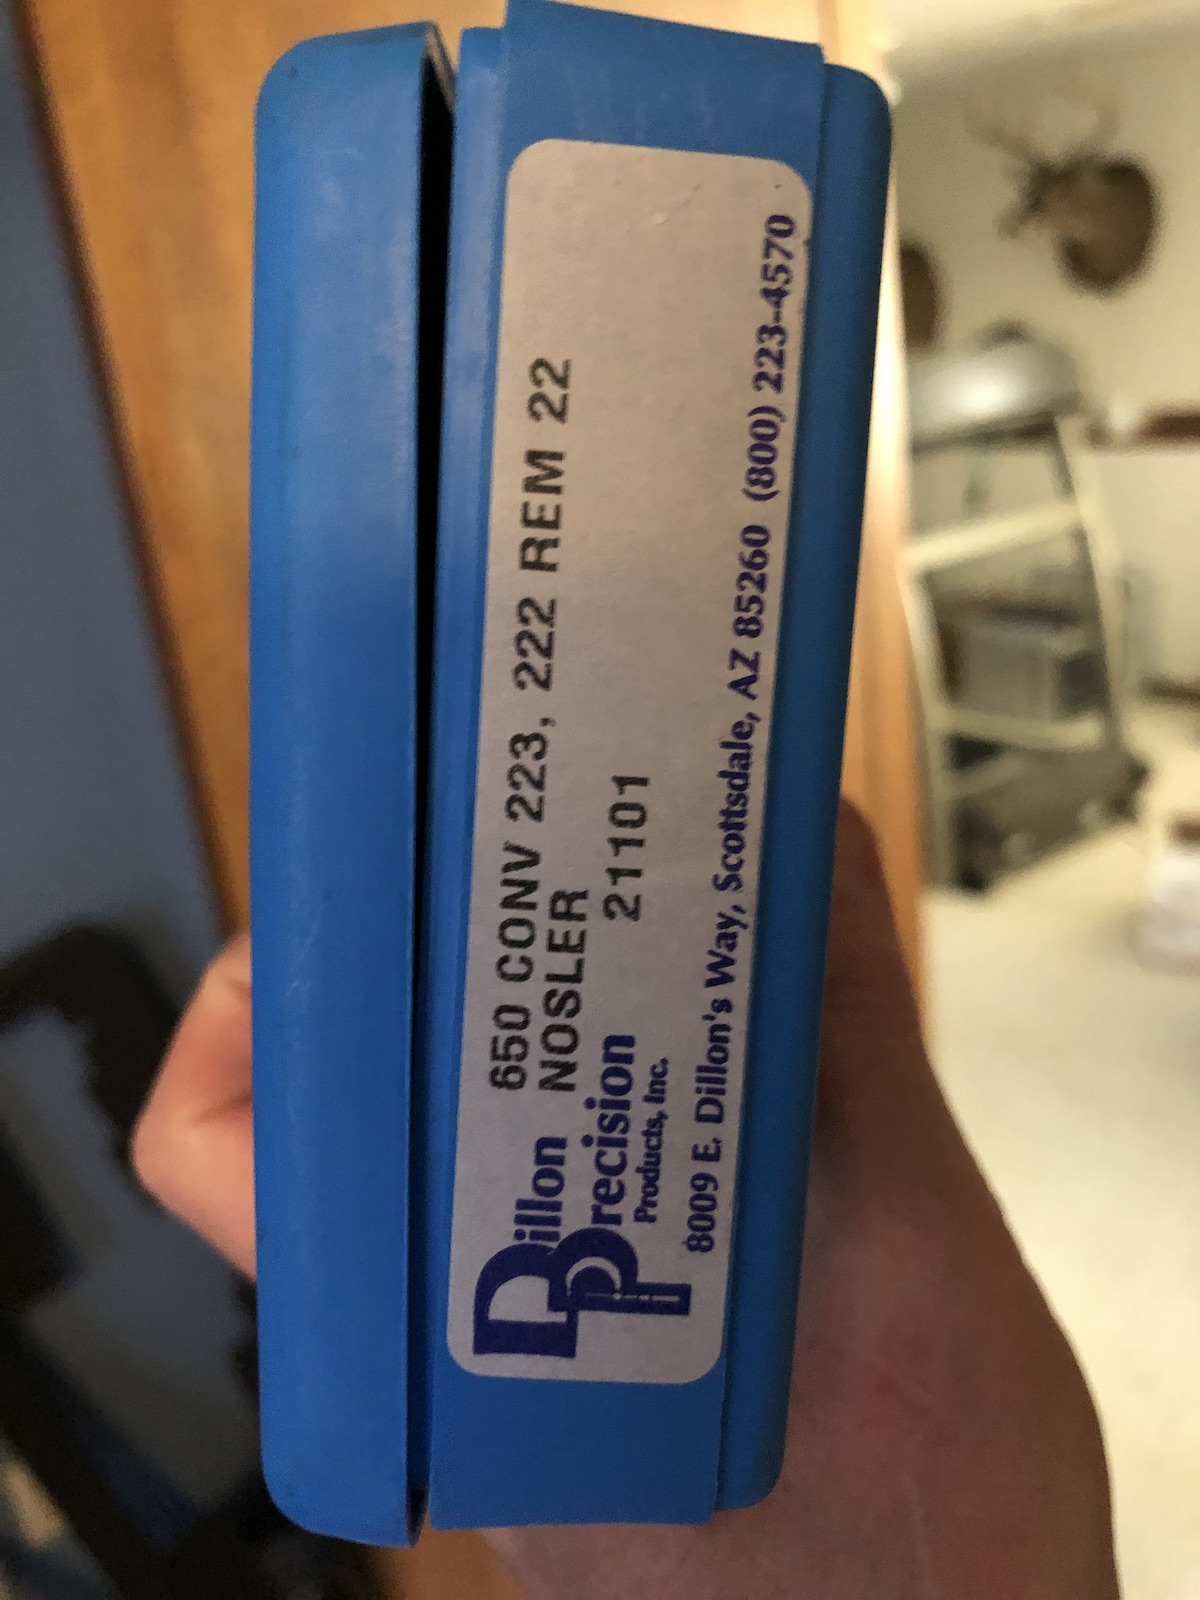 650 CONV 223, 222 REM 22
NOSLER
21101
Dillon
Precision
Products, Inc.
8009 E. Dillon's Way, Scottsdale, AZ 85260 (800) 223-4570